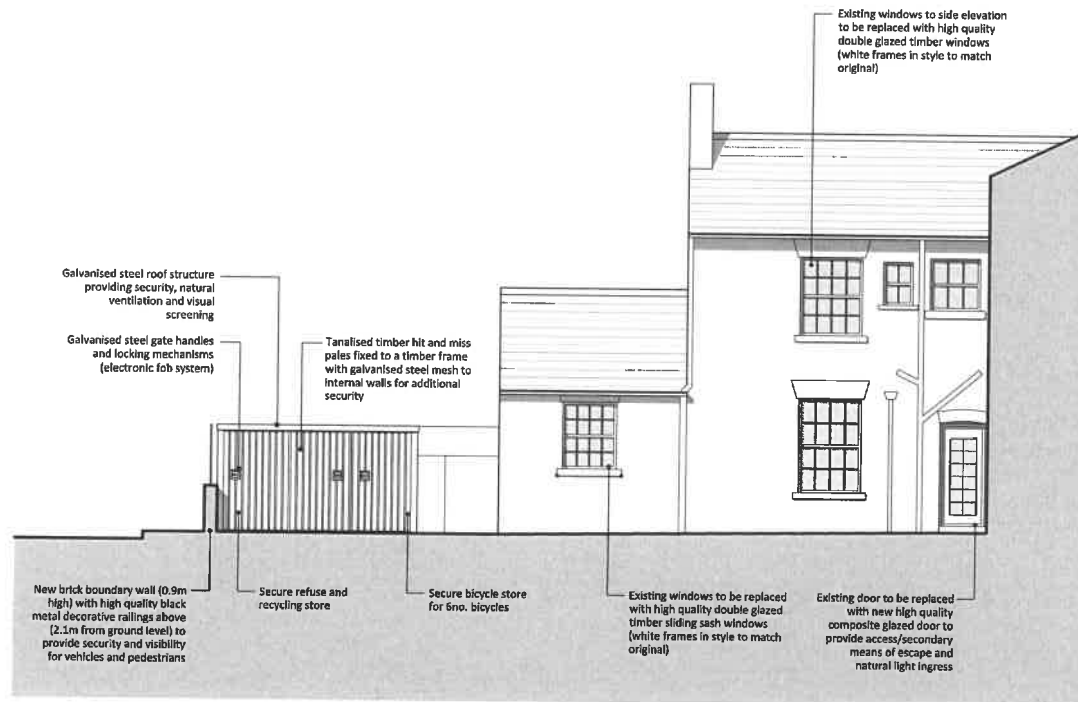 Existing windows to side elevation
to be replaced with high quality
double glazed timber windows
(white frames in style to match
original)
Galvanised steel roof structure
providing security, natural
ventilation and visual
screening
Galvanised steel gate handles
and locking mechanisms
(electronic fob system)
Tanalised timber hit and miss
pales fixed to a timber frame
with galvanised steel mesh to
internal walls for additional
security
New brick boundary wall (0.9m
high) with high quality black
metal decorative railings above
(2.1m from ground level) to
provide security and visibility
for vehicles and pedestrians
Secure refuse and
recycling store
Secure bicycle store
for 6no. bicycles
Existing windows to be replaced
with high quality double glazed
timber sliding sash windows
(white frames in style to match
original)
Existing door to be replaced
with new high quality
composite glazed door to
provide access/secondary
means of escape and
natural light ingress